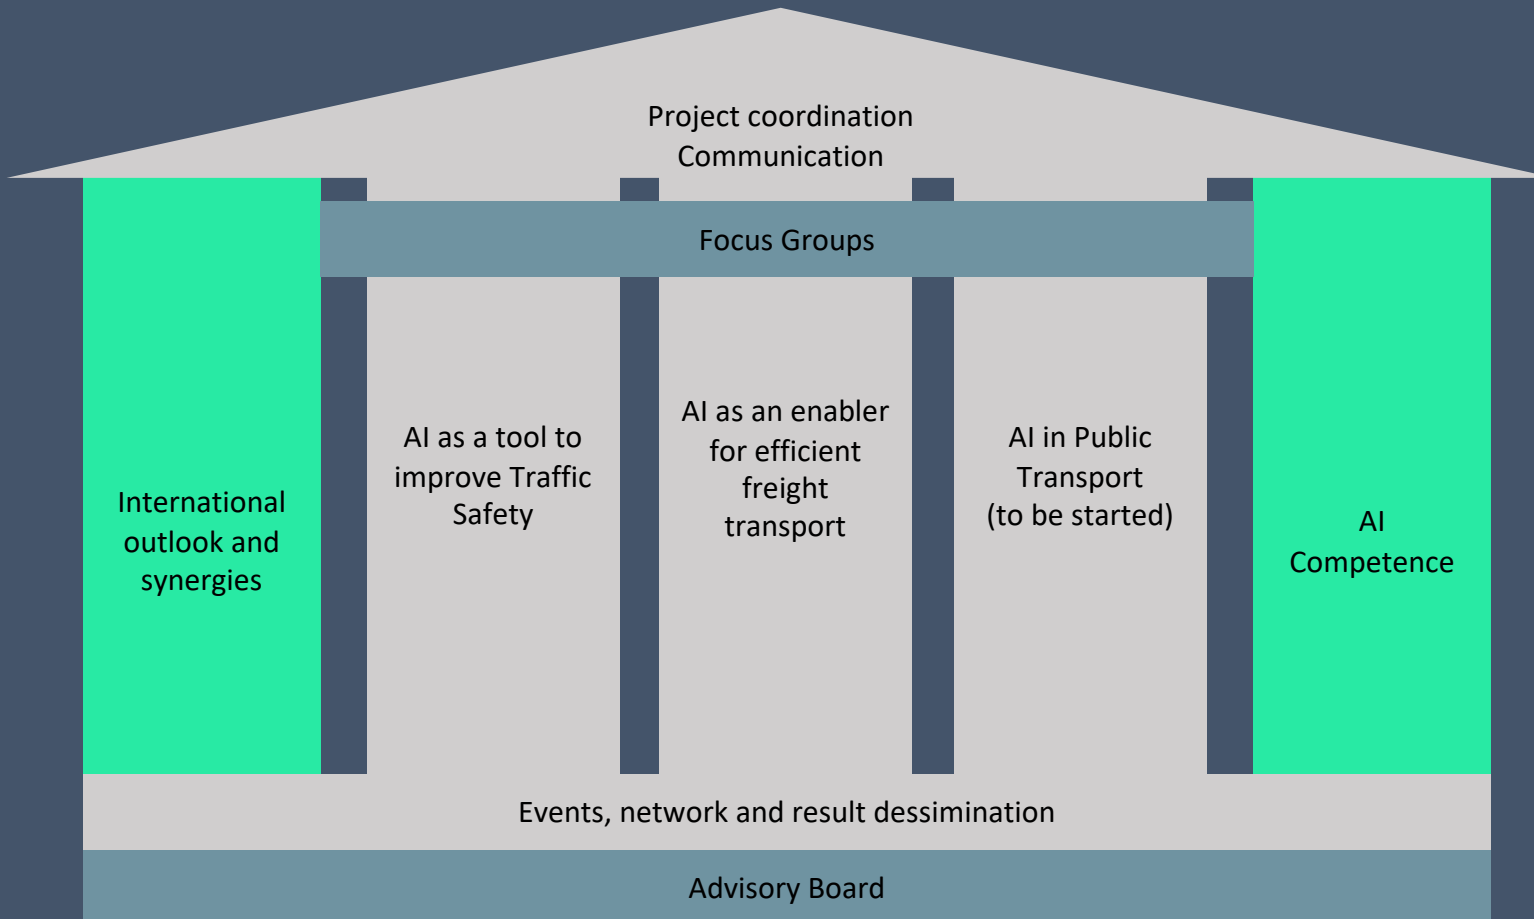 Project coordination
Communication
Focus Groups
International
outlook and
synergies
AI as a tool to
improve Traffic
Safety
AI as an enabler
for efficient
freight
transport
AI in Public
Transport
(to be started)
AI
Competence
Events, network and result dessimination
Advisory Board